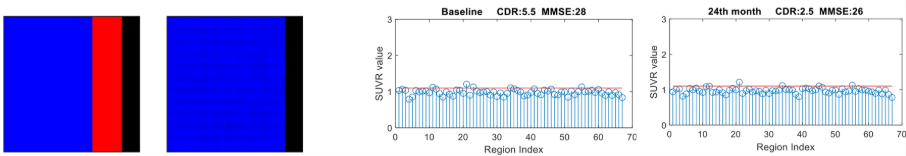 Baseline CDR:5.5 MMSE:28
3
2
1
0
SUVR value
0 10 20 30 40 50 60 70
Region Index
24th month CDR:2.5 MMSE:26
3
2
1
0
SUVR value
0 10 20 30 40 50 60 70
Region Index